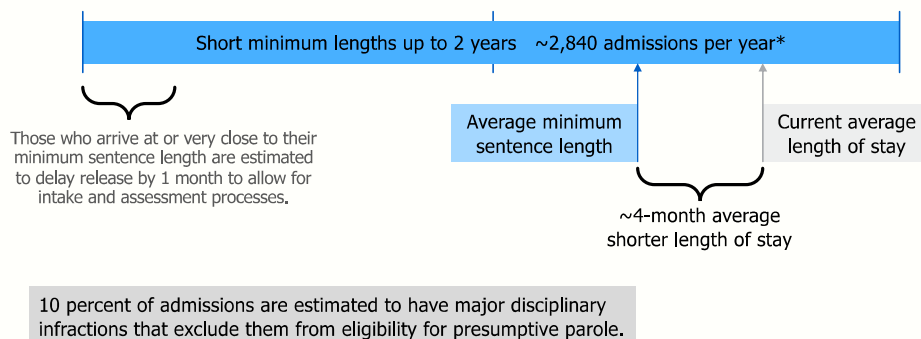 Short minimum lengths up to 2 years ~2,840 admissions per year*
Average minimum
sentence length
Current average
length of stay
Those who arrive at or very close to their
minimum sentence length are estimated
to delay release by 1 month to allow for
intake and assessment processes.
~4-month average
shorter length of stay
10 percent of admissions are estimated to have major disciplinary
infractions that exclude them from eligibility for presumptive parole.